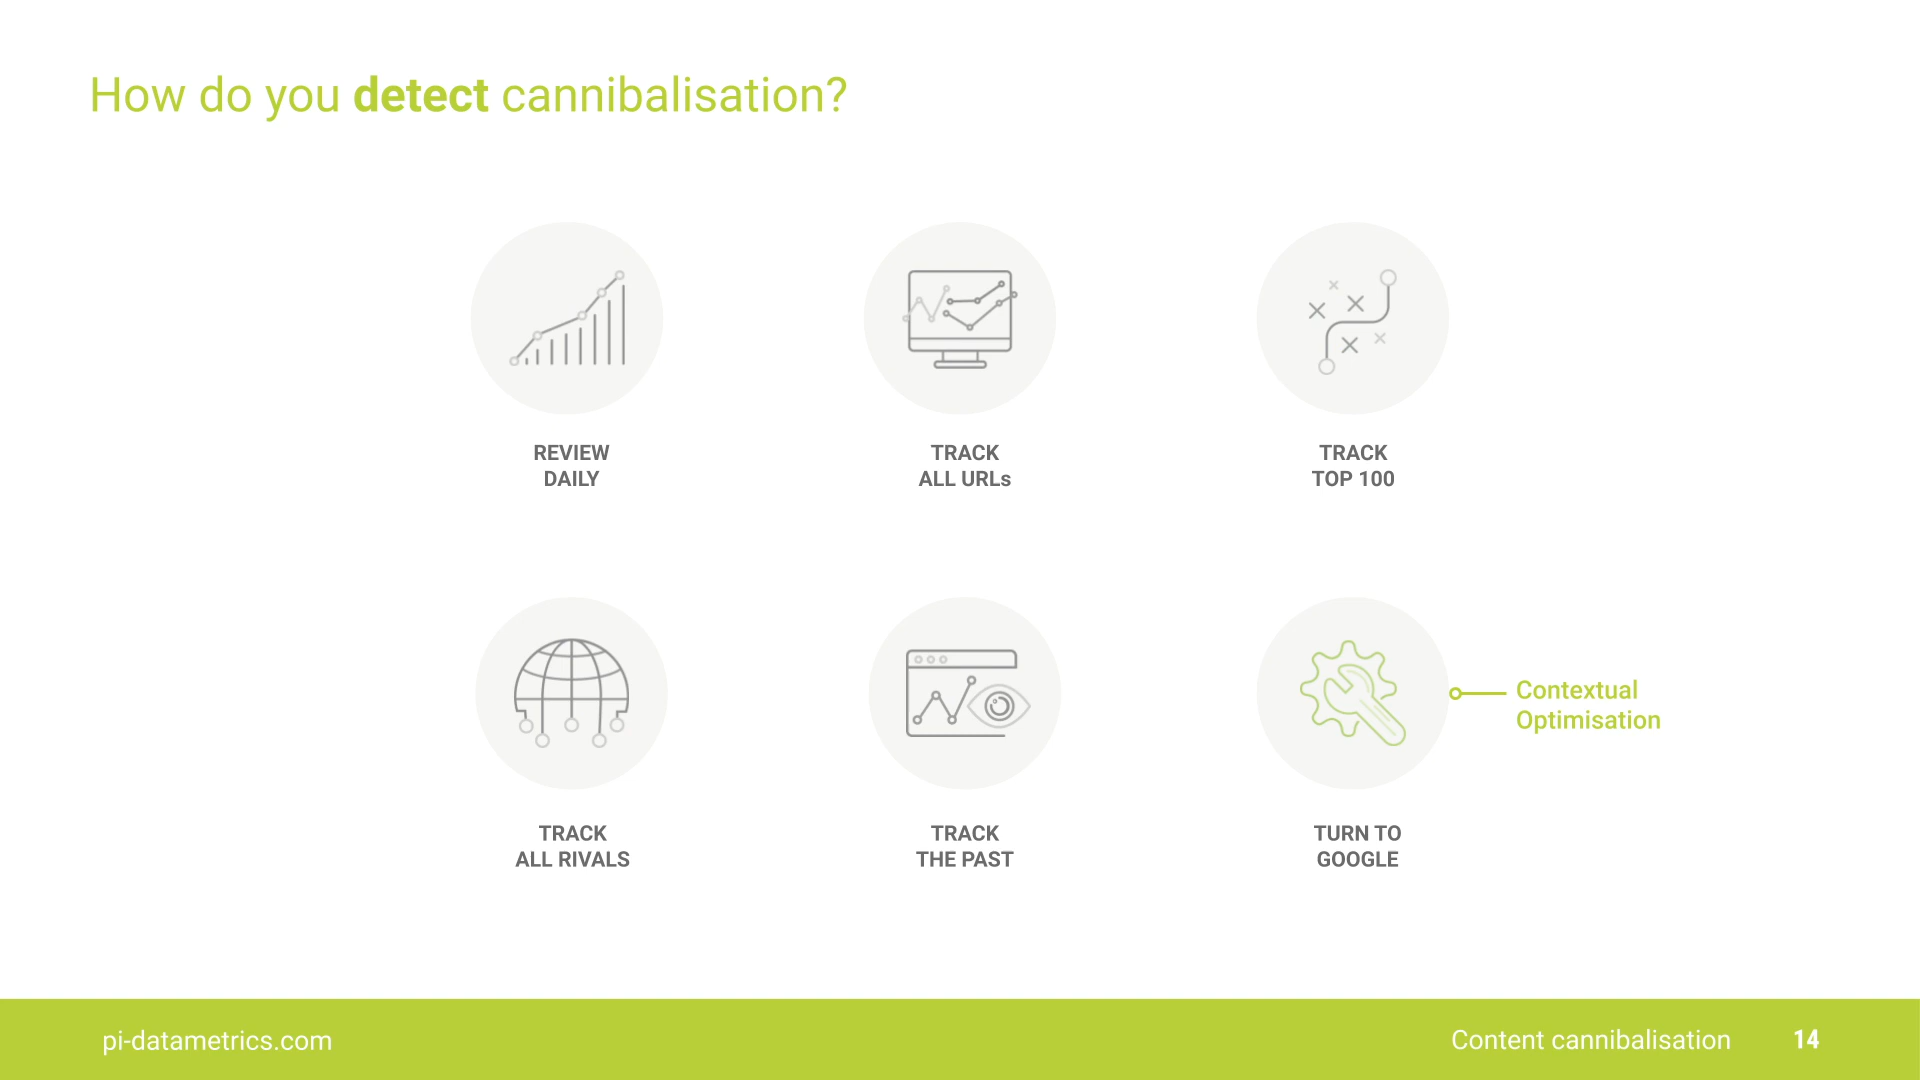 How do you detect cannibalisation?
REVIEW
DAILY
TRACK
ALL URLs
TRACK
TOP 100
TRACK
ALL RIVALS
TRACK
THE PAST
TURN TO
GOOGLE
Contextual
Optimisation
pi-datametrics.com
Content cannibalisation
14